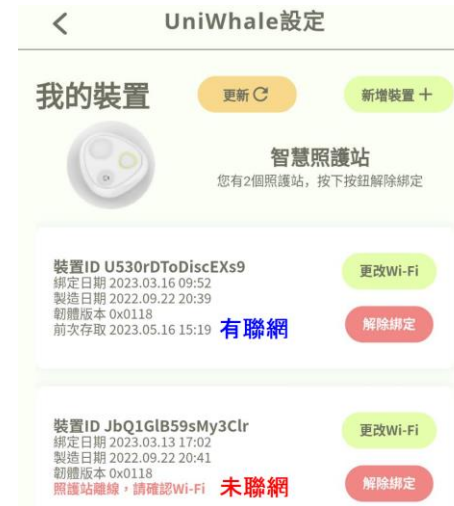 UniWhale設定
我的裝置
更新
新增裝置 +
智慧照護站
您有2個照護站，按下按鈕解除綁定
裝置ID U530rDToDiscEXs9
綁定日期 2023.03.16 09:52
製造日期 2022.09.22 20:39
韌體版本 0x0118
前次存取 2023.05.16 15:19 有聯網
更改Wi-Fi
解除綁定
裝置ID JbQ1GlB59sMy3Clr
綁定日期 2023.03.13 17:02
製造日期 2022.09.22 20:41
韌體版本 0x0118
照護站離線，請確認Wi-Fi 未聯網
更改Wi-Fi
解除綁定